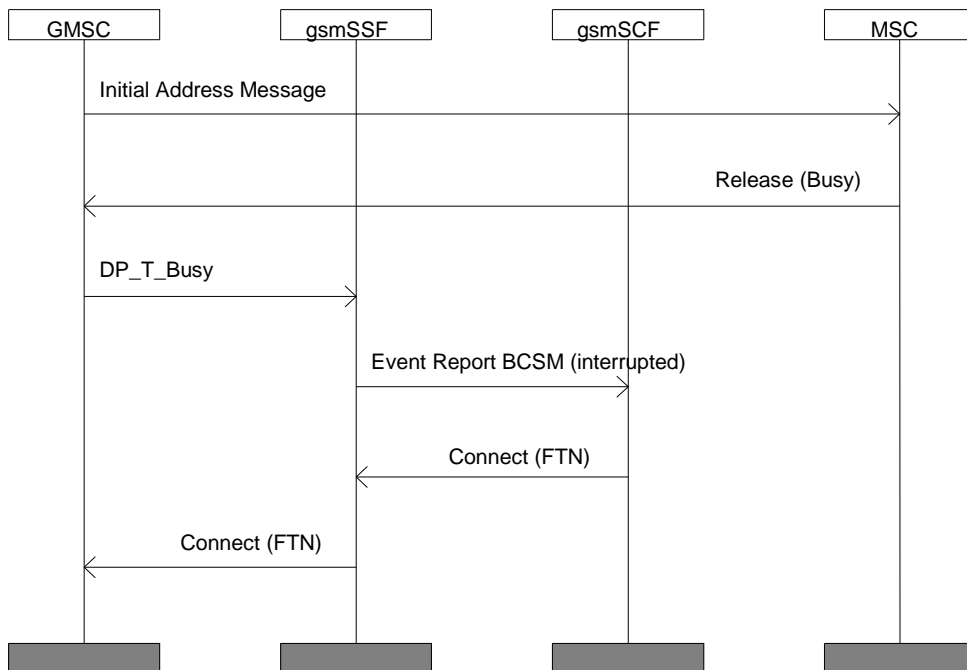 GMSC
gsmSSF
gsmSCF
MSC
Initial Address Message
Release (Busy)
DP_T_Busy
Event Report BCSM (interrupted)
Connect (FTN)
Connect (FTN)